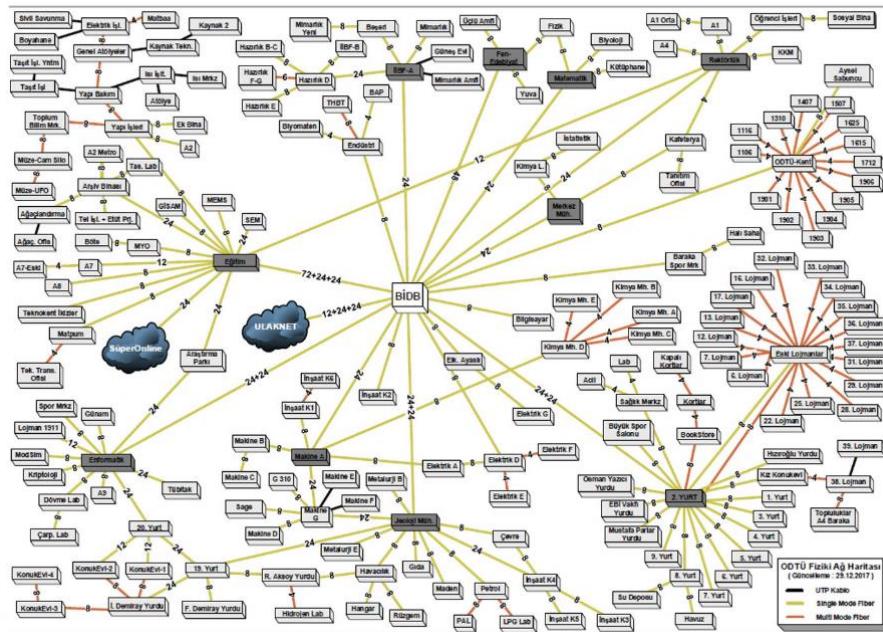 Sivil Savunma
Elektrik İşl.
Matbaa
Boyahane
Kaynak 2
Genel Atölyeler
Kaynak Tekn.
Taşıt İşl. Yntm
Taşıt İşl
Isı İşlt.
Isı Mrkz
Yapı Bakım
Atölye
Toplum Bilim Mrk.
Yapı İşleri
Ek Bina
A2
Müze-Cam Silo
Müze-UFO
A2 Metro
Tas. Lab
Arşiv Binası
Ağaçlandırma
Tel İşl. + Etüt Prj.
Ağaç. Ofis
GİSAM
MEMS
SEM
Böte
MYO
Eğitim
A7-Eski
A7
A8
Teknokent İkizler
Matpum
Tek. Trans. Ofisi
SüperOnline
ULAKNET
Araştırma Parkı
Mimarlık Yeni
Beşeri
Mimarlık
Hazırlık B-C
İİBF-B
Güneş Evi
İİBF-A
Hazırlık F-G
Hazırlık D
Mimarlık Amfi
Hazırlık E
THBT
BAP
Biyomaten
Endüstri
Üçlü Amfi
Fizik
Fen-Edebiyat
Biyoloji
Matematik
Kütüphane
Yuva
İstatistik
Kimya L.
Merkez Müh.
A1 Orta
A1
Öğrenci İşleri
Sosyal Bina
A4
Rektörlük
KKM
Kafeterya
Tanıtım Ofisi
Aysel Sabuncu
1407
1507
1310
1625
1116
1615
1106
ODTÜ-Kent
1712
1906
1901
1905
1902
1904
1903
Halı Saha
Baraka Spor Mrk
BİDB
72+24+24
12+24+24
24+24
Bilgisayar
Kimya Mh. E
Kimya Mh. B
Kimya Mh. A
Kimya Mh. C
Kimya Mh. D
32. Lojman
33. Lojman
16. Lojman
34. Lojman
17. Lojman
35. Lojman
13. Lojman
36. Lojman
12. Lojman
37. Lojman
7. Lojman
Eski Lojmanlar
31. Lojman
6. Lojman
29. Lojman
25. Lojman
28. Lojman
22. Lojman
Elk. Ayaslı
İnşaat K6
İnşaat K1
İnşaat K2
Elektrik G
Lab
Acil
Sağlık Merkz
Kapalı Kortlar
Kortlar
Büyük Spor Salonu
BookStore
Spor Mrkz
Günam
Lojman 1911
Enformatik
ModSim
Kriptoloji
Dövme Lab
A9
Tübitak
Çarp. Lab
Makine B
Makine A
Makine C
G 310
Makine E
Metalurji B
Makine F
Sage
Makine G
Makine D
Jeoloji Müh.
Metalurji E
Elektrik A
Elektrik D
Elektrik F
Elektrik E
Osman Yazıcı Yurdu
EBİ Vakfı Yurdu
Mustafa Parlar Yurdu
2. YURT
Hızıroğlu Yurdu
Kız Konukevi
39. Lojman
38. Lojman
Topluluklar A4 Baraka
1. Yurt
3. Yurt
4. Yurt
5. Yurt
6. Yurt
7. Yurt
8. Yurt
9. Yurt
Su Deposu
Havuz
20. Yurt
KonukEvi-4
KonukEvi-2
KonukEvi-1
KonukEvi-3
İ. Demiray Yurdu
19. Yurt
F. Demiray Yurdu
R. Aksoy Yurdu
Hidrojen Lab
Havacılık
Hangar
Rüzgem
Gıda
Maden
Petrol
PAL
LPG Lab
Çevre
İnşaat K4
İnşaat K5
İnşaat K3
ODTÜ Fiziki Ağ Haritası
( Güncelleme : 29.12.2017 )
UTP Kablo
Single Mode Fiber
Multi Mode Fiber